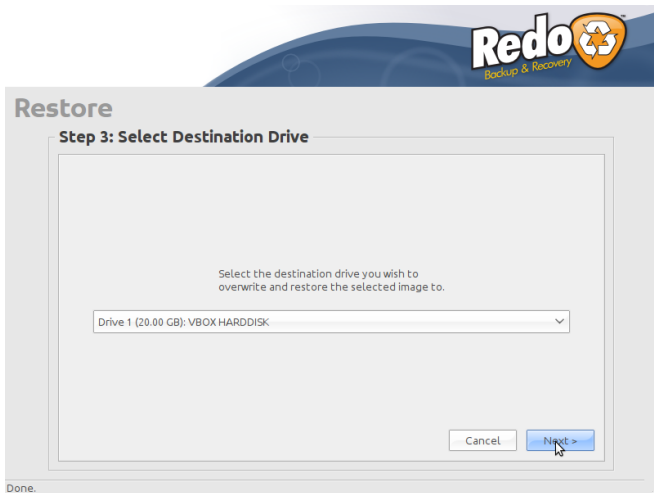 Redo™
Backup & Recovery
Restore
Step 3: Select Destination Drive
Select the destination drive you wish to
overwrite and restore the selected image to.
Drive 1 (20.00 GB): VBOX HARDDISK
Cancel
Next >
Done.